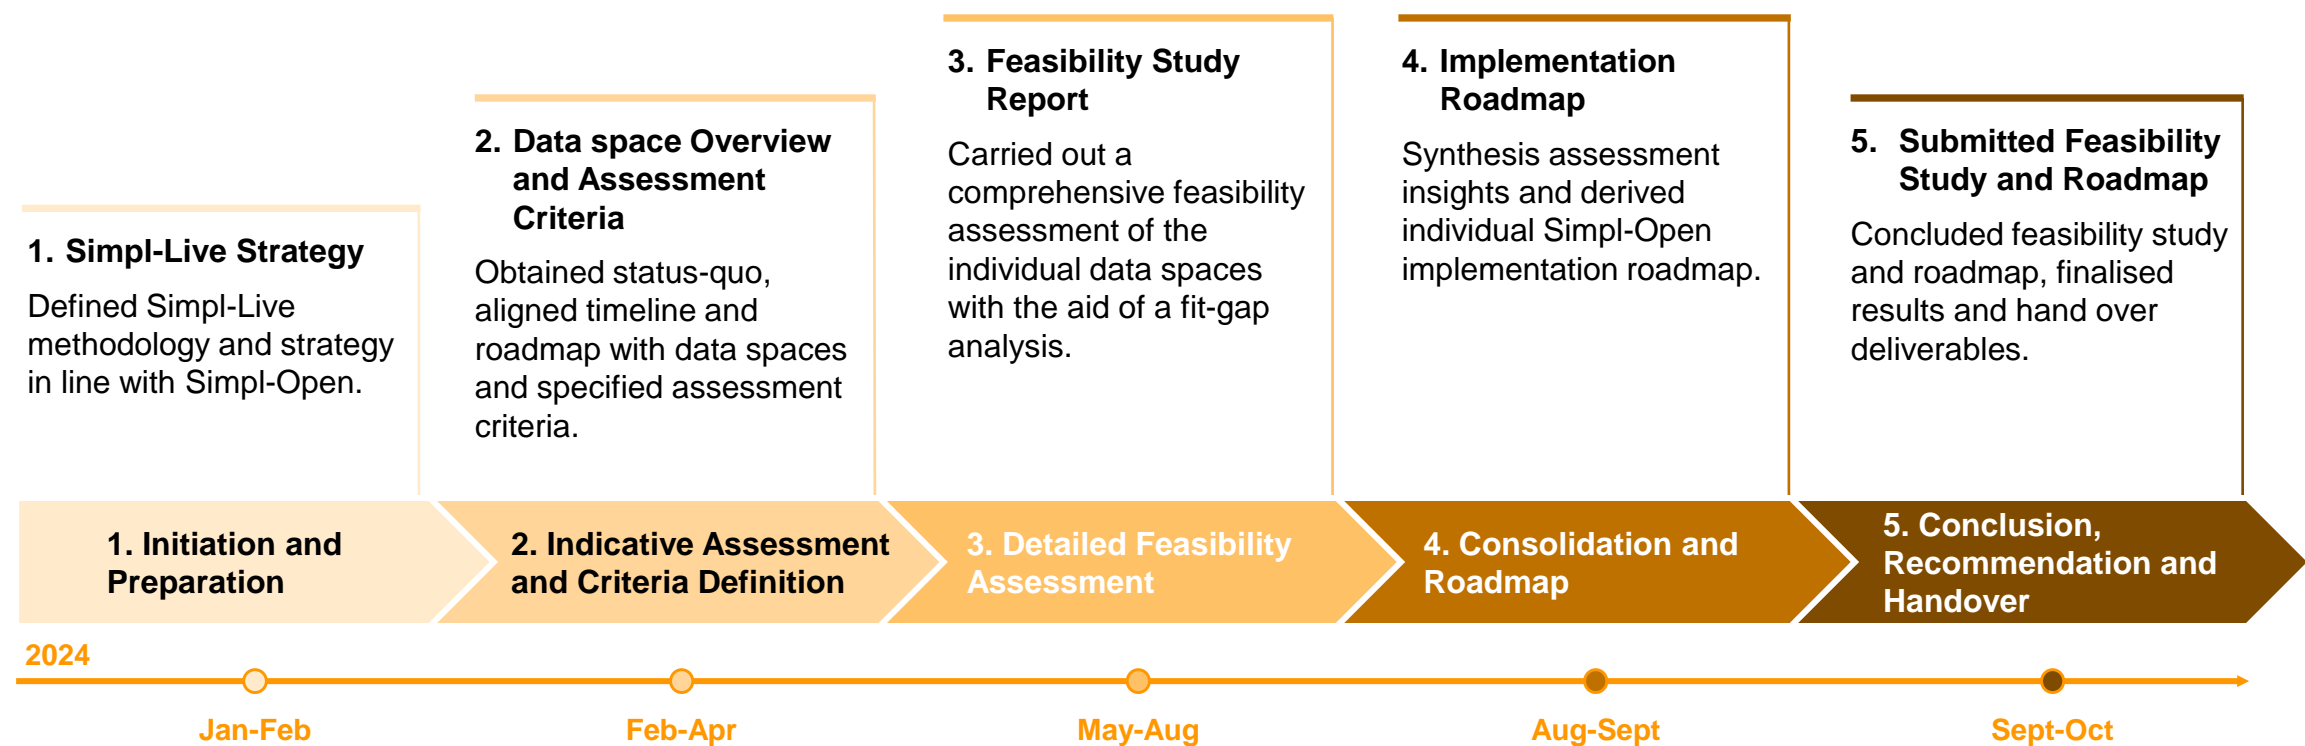 1. Simpl-Live Strategy
Defined Simpl-Live
methodology and strategy
in line with Simpl-Open.
2. Data space Overview
and Assessment
Criteria
Obtained status-quo,
aligned timeline and
roadmap with data spaces
and specified assessment
criteria.
3. Feasibility Study
Report
Carried out a
comprehensive feasibility
assessment of the
individual data spaces
with the aid of a fit-gap
analysis.
4. Implementation
Roadmap
Synthesis assessment
insights and derived
individual Simpl-Open
implementation roadmap.
5. Submitted Feasibility
Study and Roadmap
Concluded feasibility study
and roadmap, finalised
results and hand over
deliverables.
1. Initiation and
Preparation
2. Indicative Assessment
and Criteria Definition
3. Detailed Feasibility
Assessment
4. Consolidation and
Roadmap
5. Conclusion,
Recommendation and
Handover
2024
Jan-Feb
Feb-Apr
May-Aug
Aug-Sept
Sept-Oct